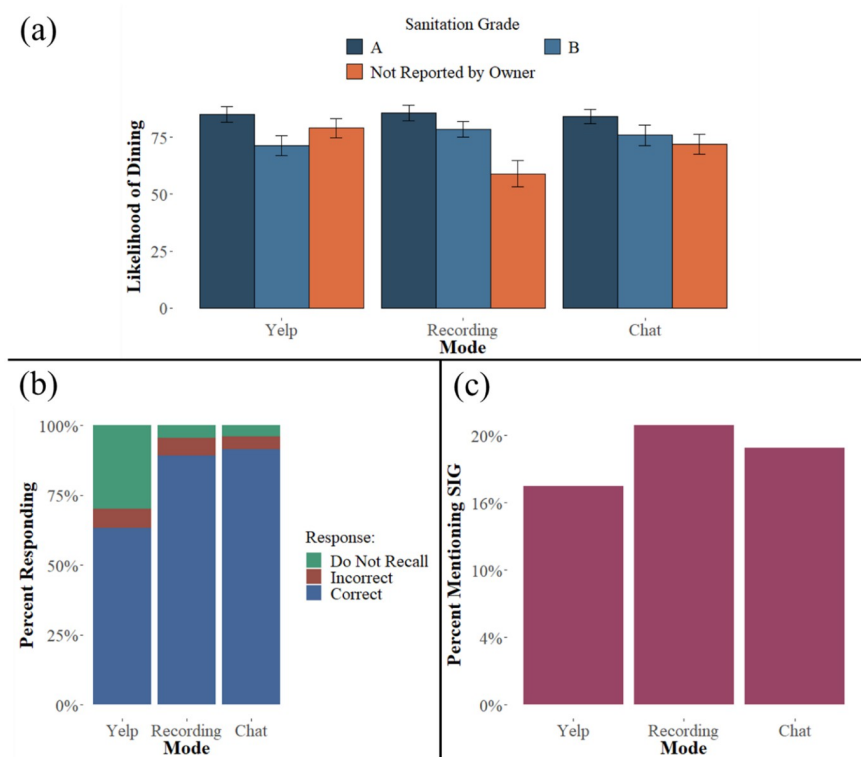 (a)
Sanitation Grade
A
B
Not Reported by Owner
Likelihood of Dining
75
50
25
0
Yelp
Recording
Chat
Mode
(b)
100%
75%
50%
25%
0%
Percent Responding
Response:
Do Not Recall
Incorrect
Correct
Yelp
Recording
Chat
Mode
(c)
20%
16%
10%
4%
0%
Percent Mentioning SIG
Yelp
Recording
Chat
Mode